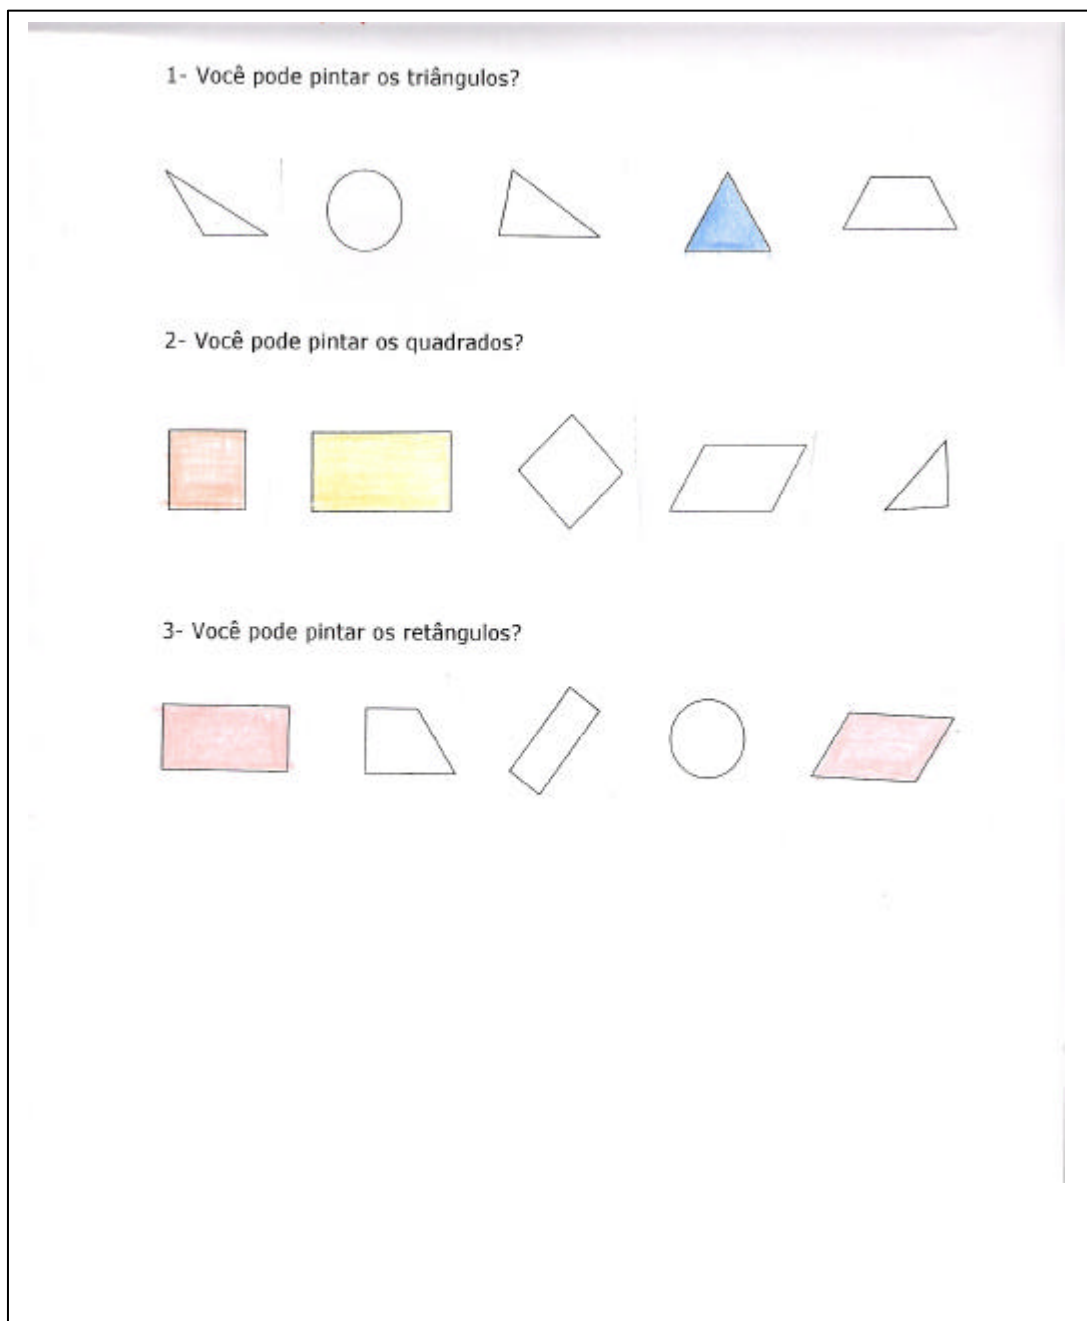 1- Você pode pintar os triângulos?
2- Você pode pintar os quadrados?
3- Você pode pintar os retângulos?